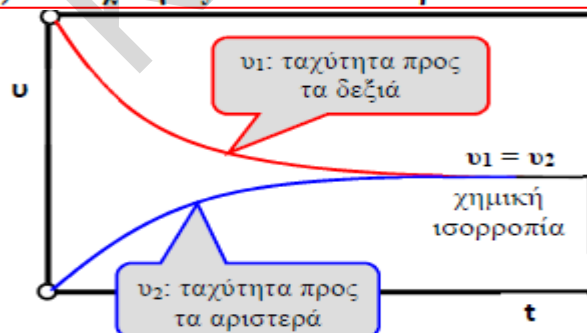 υ1: ταχύτητα προς
τα δεξιά
υ
υ1 = υ2
χημική
ισορροπία
υ2: ταχύτητα προς
τα αριστερά
t